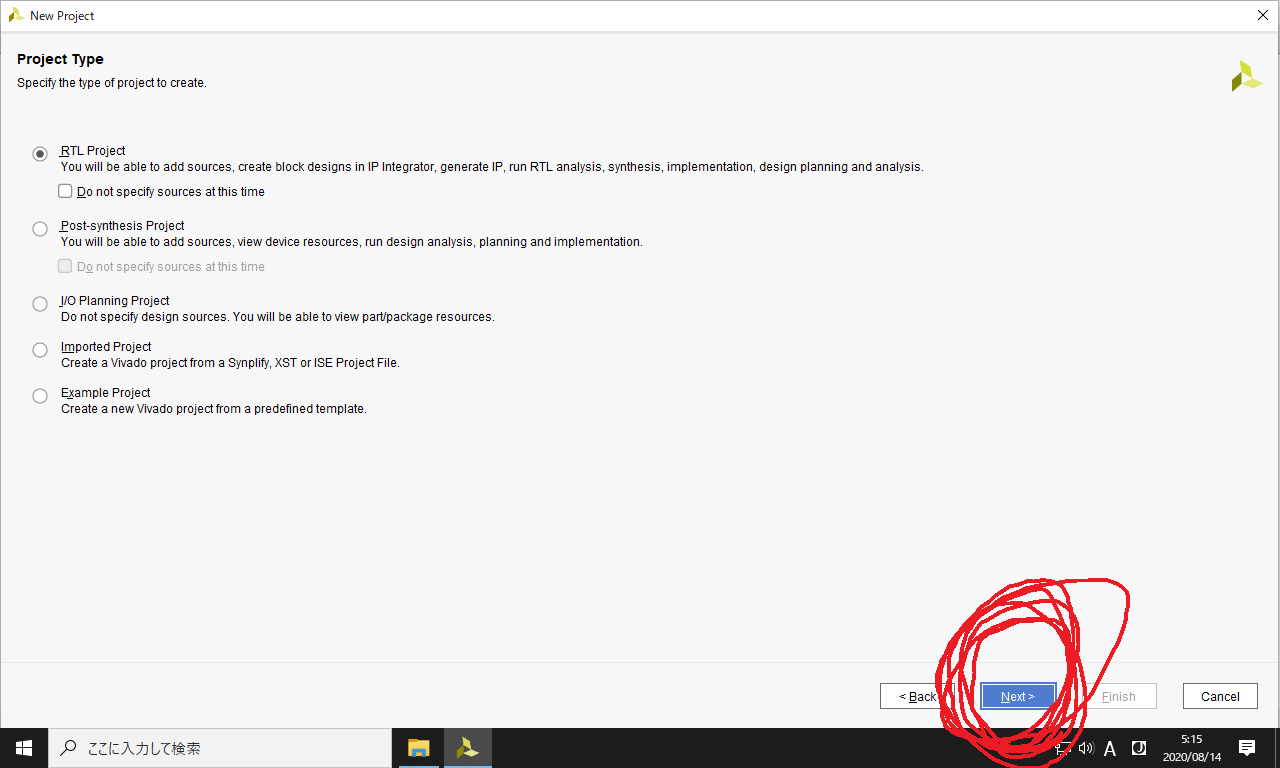 New Project
Project Type
Specify the type of project to create.
RTL Project
You will be able to add sources, create block designs in IP Integrator, generate IP, run RTL analysis, synthesis, implementation, design planning and analysis.
Do not specify sources at this time
Post-synthesis Project
You will be able to add sources, view device resources, run design analysis, planning and implementation.
Do not specify sources at this time
I/O Planning Project
Do not specify design sources. You will be able to view part/package resources.
Imported Project
Create a Vivado project from a Synplify, XST or ISE Project File.
Example Project
Create a new Vivado project from a predefined template.
< Back Next > Finish Cancel
ここに入力して検索
A J 5:15
2020/08/14